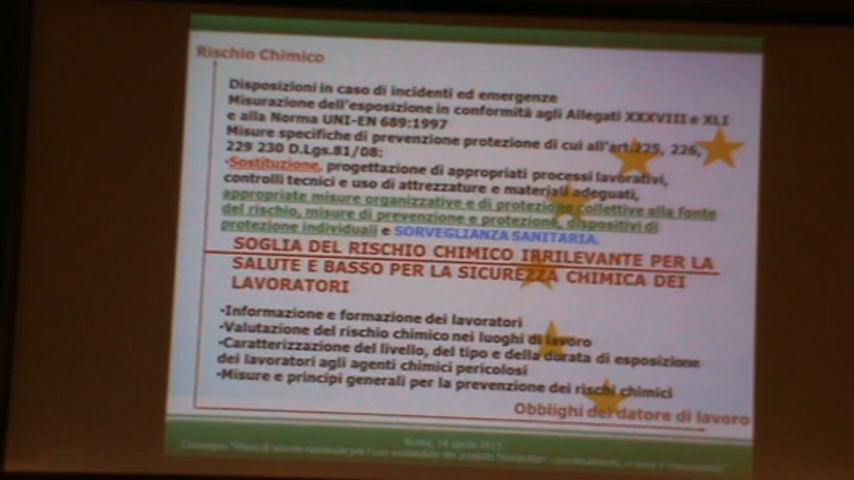 Rischio Chimico
Disposizioni in caso di incidenti ed emergenze
Misurazione dell'esposizione in conformità agli Allegati XXXVIII e XLI
e alla Norma UNI-EN 689:1997
Misure specifiche di prevenzione protezione di cui all'art.225, 226,
229 230 D.Lgs.81/08:
•Sostituzione, progettazione di appropriati processi lavorativi,
controlli tecnici e uso di attrezzature e materiali adeguati,
appropriate misure organizzative e di protezione collettive alla fonte
del rischio, misure di prevenzione e protezione, dispositivi di
protezione individuali e SORVEGLIANZA SANITARIA.
SOGLIA DEL RISCHIO CHIMICO IRRILEVANTE PER LA
SALUTE E BASSO PER LA SICUREZZA CHIMICA DEI
LAVORATORI
•Informazione e formazione dei lavoratori
•Valutazione del rischio chimico nei luoghi di lavoro
•Caratterizzazione del livello, del tipo e della durata di esposizione
dei lavoratori agli agenti chimici pericolosi
•Misure e principi generali per la prevenzione dei rischi chimici
Obblighi del datore di lavoro
Roma, 14 aprile 2015